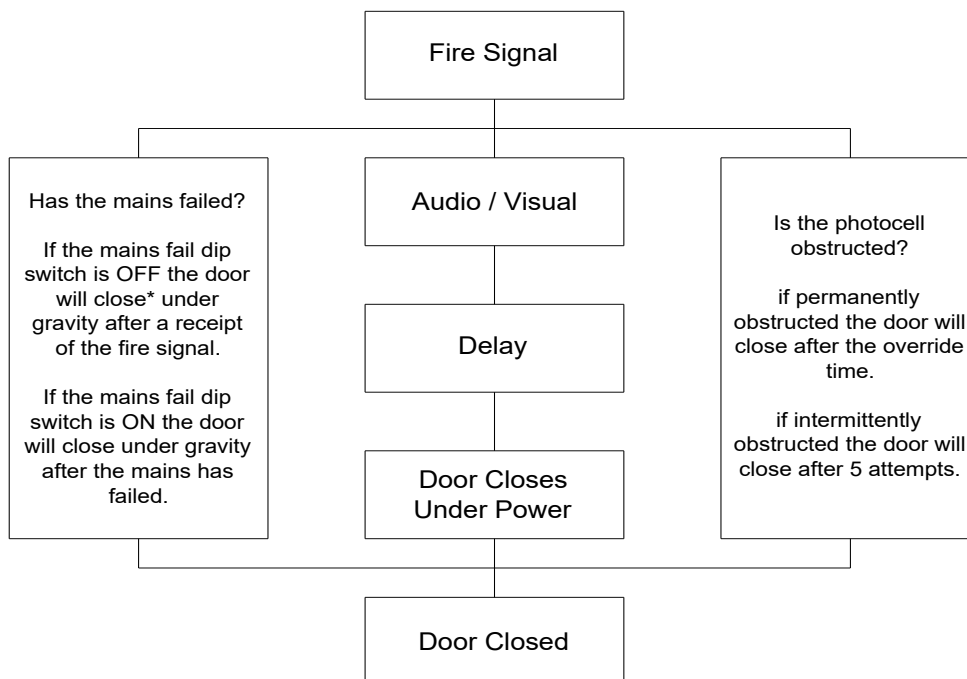 Fire Signal
Has the mains failed?
If the mains fail dip
switch is OFF the door
will close* under
gravity after a receipt
of the fire signal.
If the mains fail dip
switch is ON the door
will close under gravity
after the mains has
failed.
Audio / Visual
Delay
Door Closes
Under Power
Is the photocell
obstructed?
if permanently
obstructed the door will
close after the override
time.
if intermittently
obstructed the door will
close after 5 attempts.
Door Closed